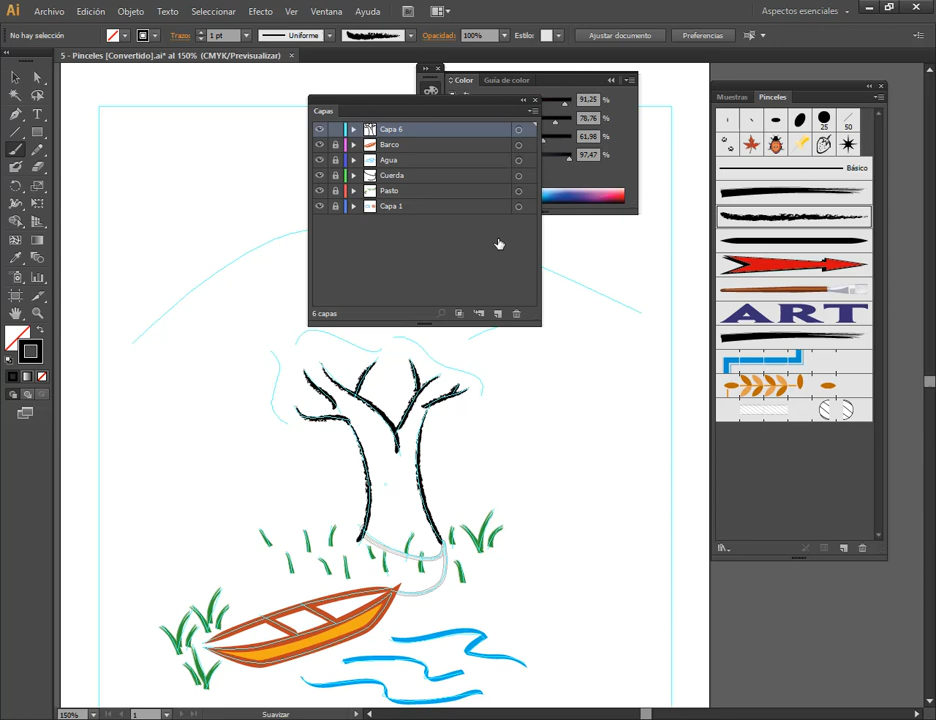 Ai Archivo Edición Objeto Texto Seleccionar Efecto Ver Ventana Ayuda Br Aspectos esenciales
No hay selección Trazo: 1 pt Uniforme Opacidad: 100% Estilo: Ajustar documento Preferencias
5 - Pinceles [Convertido].ai* al 150% (CMYK/Previsualizar)
Color Guía de color
91,25
78,76
61,98
97,47
Capas
Capa 6
Barco
Agua
Cuerda
Pasto
Capa 1
6 capas
Muestras Pinceles
25 50
Básico
ART
150% 1 Suavizar